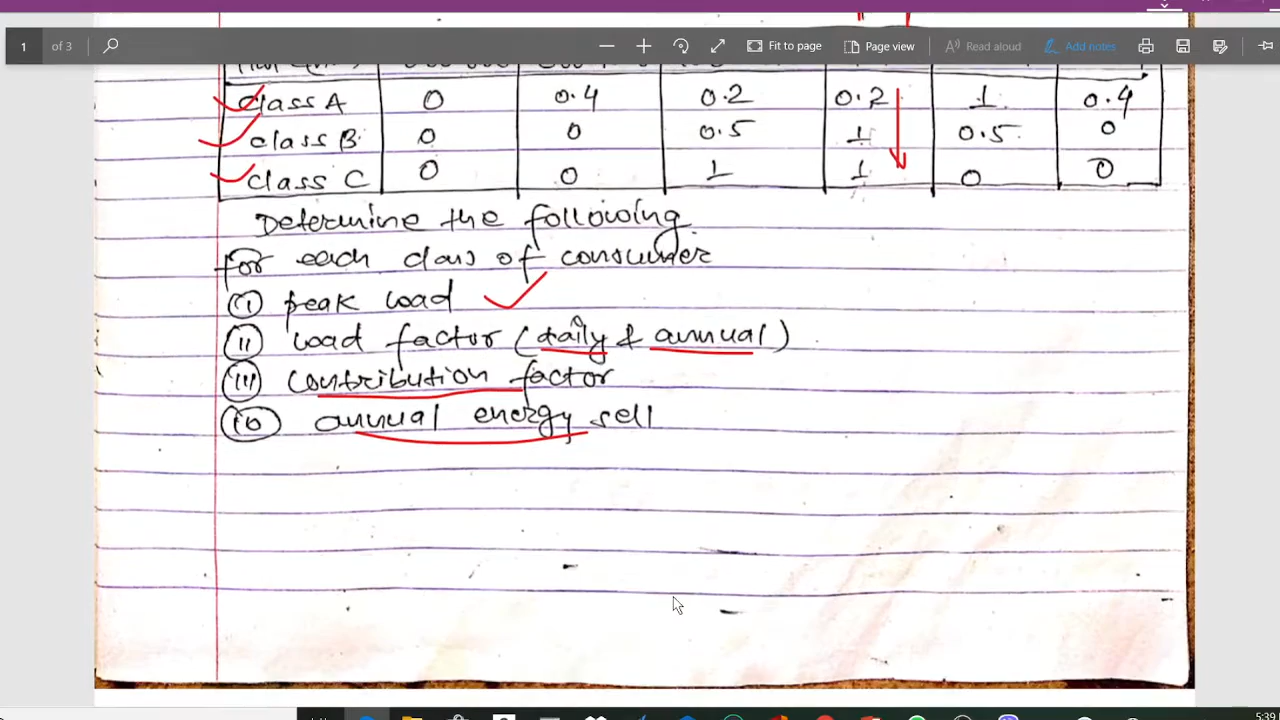 1 of 3 Fit to page Page view Read aloud Add notes
class A 0 0.4 0.2 0.2 1 0.4
class B 0 0 0.5 1 0.5 0
class C 0 0 1 1 0 0
Determine the following
for each class of consumer
(i) peak load
(ii) load factor (daily & annual)
(iii) contribution factor
(iv) annual energy sell
5:30